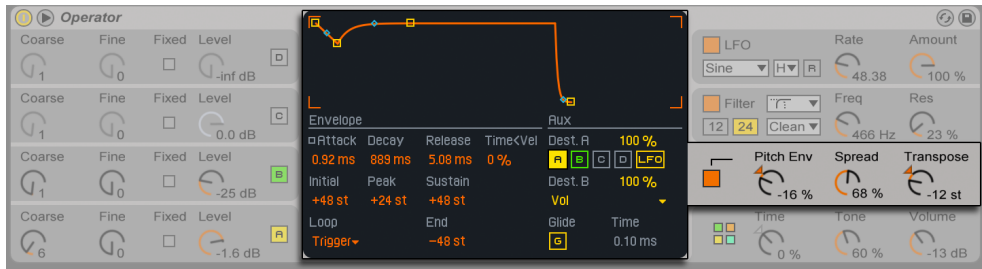 Operator
Coarse Fine Fixed Level
1 0 -inf dB D
Coarse Fine Fixed Level
1 0 0.0 dB C
Coarse Fine Fixed Level
1 0 -25 dB B
Coarse Fine Fixed Level
6 0 -1.6 dB A
Envelope
Attack Decay Release Time<Vel
0.92 ms 889 ms 5.08 ms 0 %
Initial Peak Sustain
+48 st +24 st +48 st
Loop End
Trigger -48 st
Aux
Dest. A 100 %
A B C D LFO
Dest. B 100 %
Vol
Glide Time
G 0.10 ms
LFO Rate Amount
Sine H R 48.38 100 %
Filter Freq Res
12 24 Clean 466 Hz 23 %
Pitch Env Spread Transpose
-16 % 68 % -12 st
Time Tone Volume
0 % 60 % -13 dB